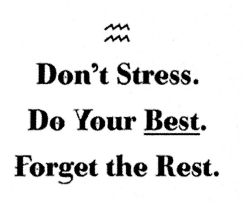 Don't Stress.
Do Your Best.
Forget the Rest.